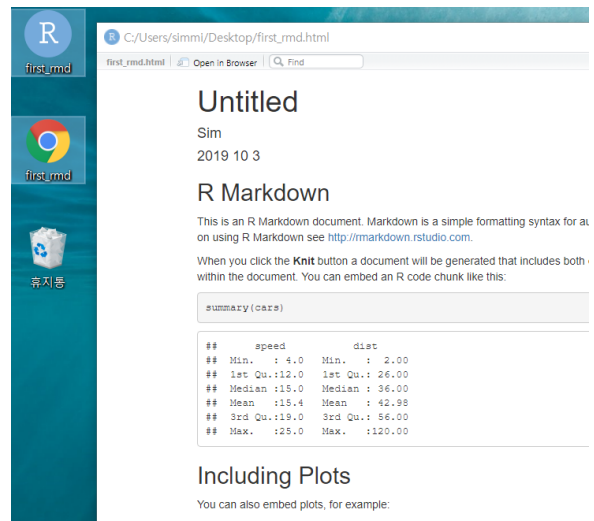 R
first_rmd
first_rmd
휴지통
R C:/Users/simmi/Desktop/first_rmd.html
first_rmd.html Open in Browser Find
Untitled
Sim
2019 10 3
R Markdown
This is an R Markdown document. Markdown is a simple formatting syntax for
on using R Markdown see http://rmarkdown.rstudio.com.
When you click the Knit button a document will be generated that includes both
within the document. You can embed an R code chunk like this:
summary(cars)
##      speed           dist
##  Min.   : 4.0   Min.   :  2.00
##  1st Qu.:12.0   1st Qu.: 26.00
##  Median :15.0   Median : 36.00
##  Mean   :15.4   Mean   : 42.98
##  3rd Qu.:19.0   3rd Qu.: 56.00
##  Max.   :25.0   Max.   :120.00
Including Plots
You can also embed plots, for example: